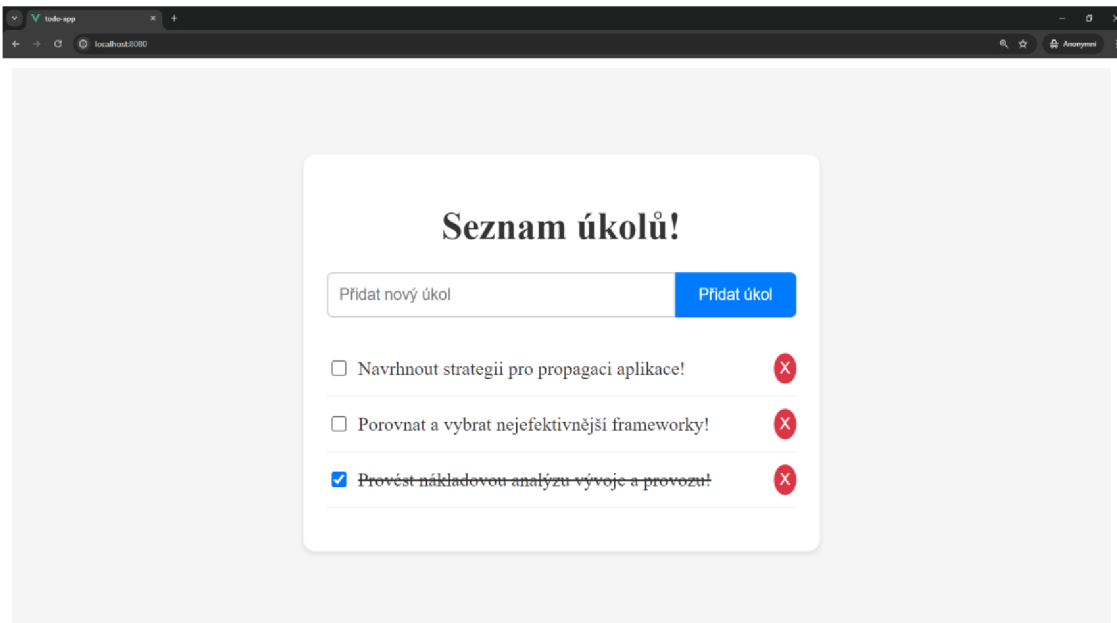 todo-app
localhost:8080
Anonymní
Seznam úkolů!
Přidat nový úkol
Přidat úkol
Navrhnout strategii pro propagaci aplikace!
X
Porovnat a vybrat nejefektivnější frameworky!
X
Provést nákladovou analýzu vývoje a provozu!
X